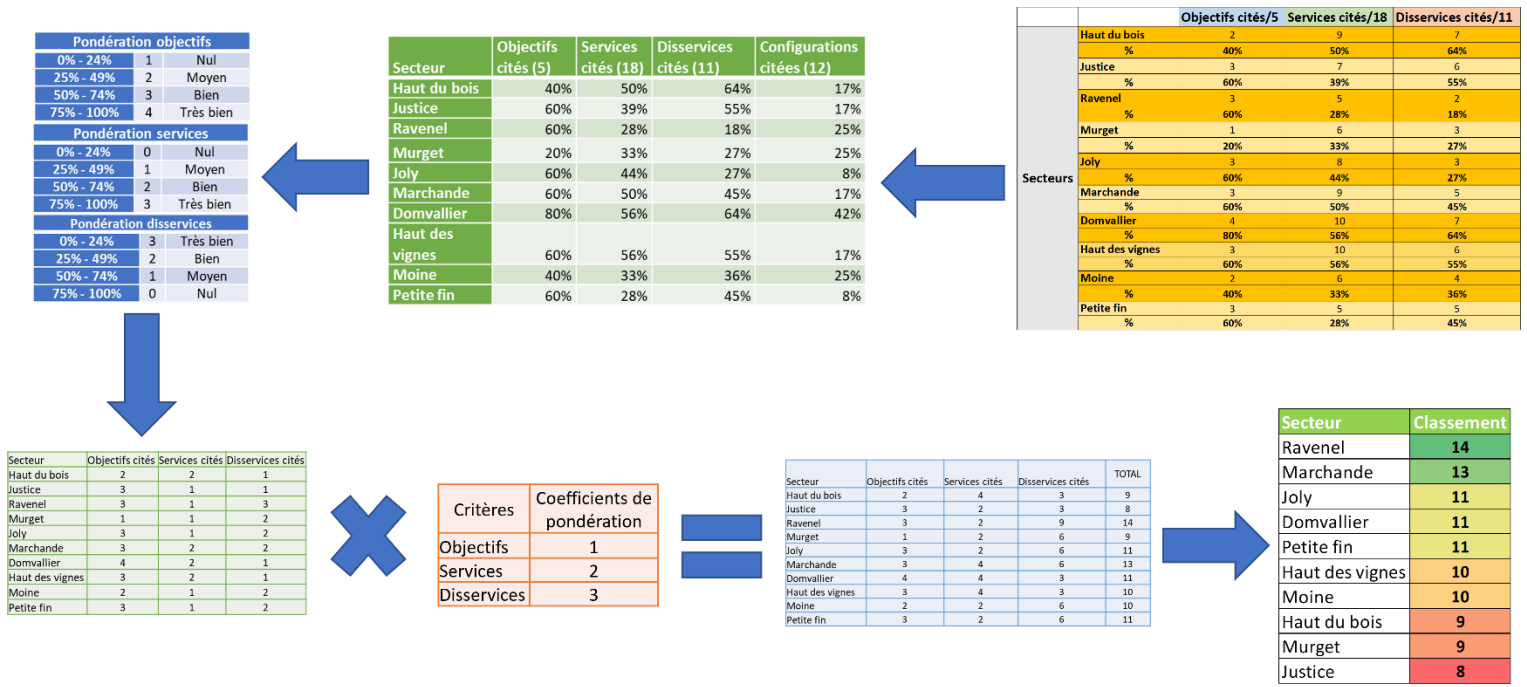 Pondération objectifs
0% - 24% 1 Nul
25% - 49% 2 Moyen
50% - 74% 3 Bien
75% - 100% 4 Très bien
Pondération services
0% - 24% 0 Nul
25% - 49% 1 Moyen
50% - 74% 2 Bien
75% - 100% 3 Très bien
Pondération disservices
0% - 24% 3 Très bien
25% - 49% 2 Bien
50% - 74% 1 Moyen
75% - 100% 0 Nul
Objectifs Services Disservices Configurations
Secteur cités (5) cités (18) cités (11) citées (12)
Haut du bois 40% 50% 64% 17%
Justice 60% 39% 55% 17%
Ravenel 60% 28% 18% 25%
Murget 20% 33% 27% 25%
Joly 60% 44% 27% 8%
Marchande 60% 50% 45% 17%
Domvallier 80% 56% 64% 42%
Haut des
vignes 60% 56% 55% 17%
Moine 40% 33% 36% 25%
Petite fin 60% 28% 45% 8%
Objectifs cités/5 Services cités/18 Disservices cités/11
Secteurs
Haut du bois 2 9 7
% 40% 50% 64%
Justice 3 7 6
% 60% 39% 55%
Ravenel 3 5 2
% 60% 28% 18%
Murget 1 6 3
% 20% 33% 27%
Joly 3 8 3
% 60% 44% 27%
Marchande 3 9 5
% 60% 50% 45%
Domvallier 4 10 7
% 80% 56% 64%
Haut des vignes 3 10 6
% 60% 56% 55%
Moine 2 6 4
% 40% 33% 36%
Petite fin 3 5 5
% 60% 28% 45%
Secteur Objectifs cités Services cités Disservices cités
Haut du bois 2 2 1
Justice 3 1 1
Ravenel 3 1 3
Murget 1 1 2
Joly 3 1 2
Marchande 3 2 2
Domvallier 4 2 1
Haut des vignes 3 2 1
Moine 2 1 2
Petite fin 3 1 2
Critères Coefficients de
pondération
Objectifs 1
Services 2
Disservices 3
Secteur Objectifs cités Services cités Disservices cités TOTAL
Haut du bois 2 4 3 9
Justice 3 2 3 8
Ravenel 3 2 9 14
Murget 1 2 6 9
Joly 3 2 6 11
Marchande 3 4 6 13
Domvallier 4 4 3 11
Haut des vignes 3 4 3 10
Moine 2 2 6 10
Petite fin 3 2 6 11
Secteur Classement
Ravenel 14
Marchande 13
Joly 11
Domvallier 11
Petite fin 11
Haut des vignes 10
Moine 10
Haut du bois 9
Murget 9
Justice 8